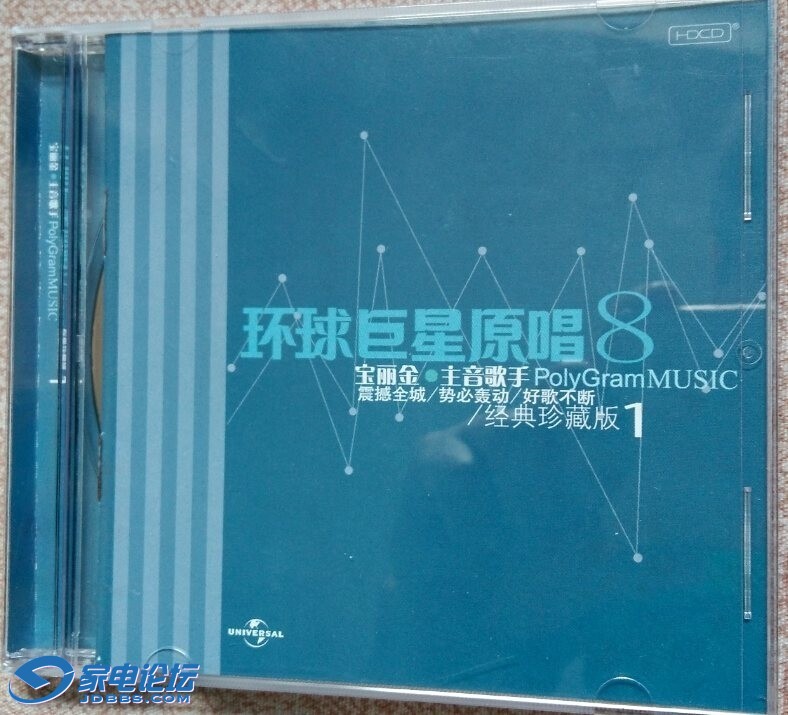 HDCD®
环球巨星原唱8
宝丽金·主音歌手PolyGramMUSIC
震撼全城/势必轰动/好歌不断
/经典珍藏版1
UNIVERSAL
宝丽金·主音歌手PolyGramMUSIC
家电论坛
JDBBS.COM